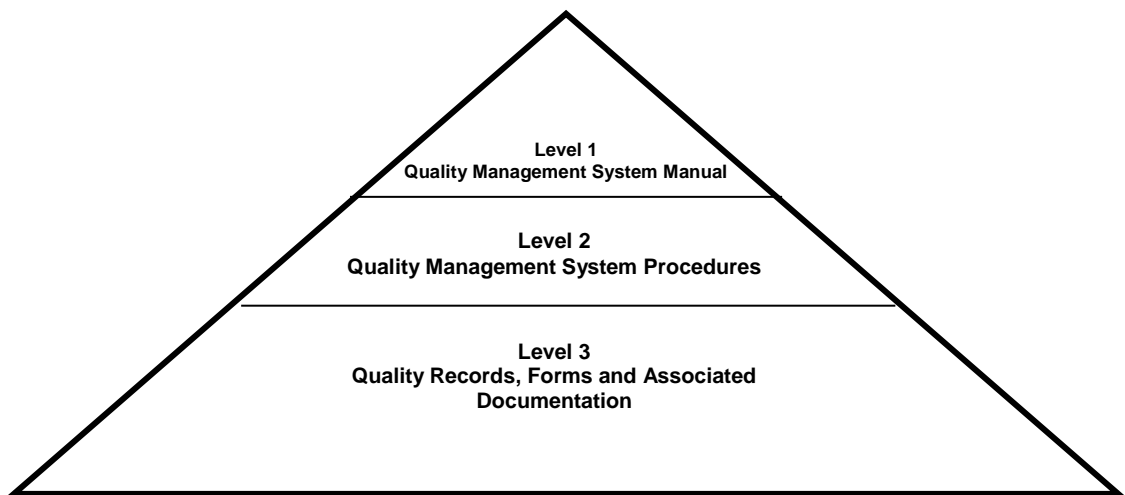 Level 1
Quality Management System Manual
Level 2
Quality Management System Procedures
Level 3
Quality Records, Forms and Associated
Documentation